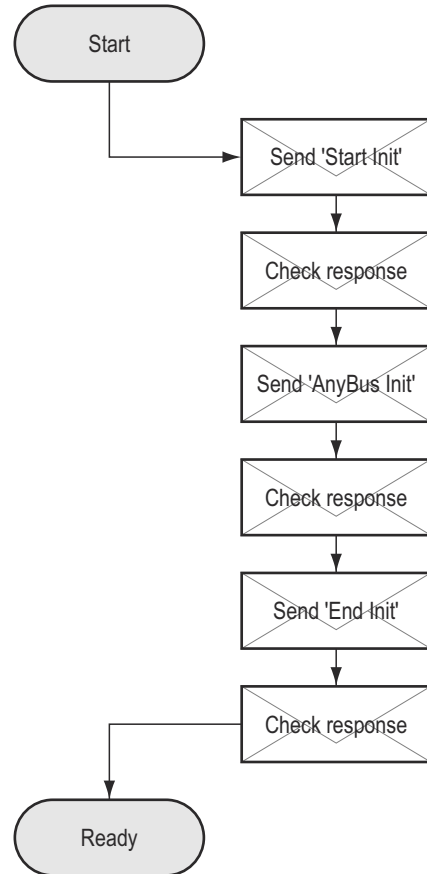 Start
Send 'Start Init'
Check response
Send 'AnyBus Init'
Check response
Send 'End Init'
Check response
Ready